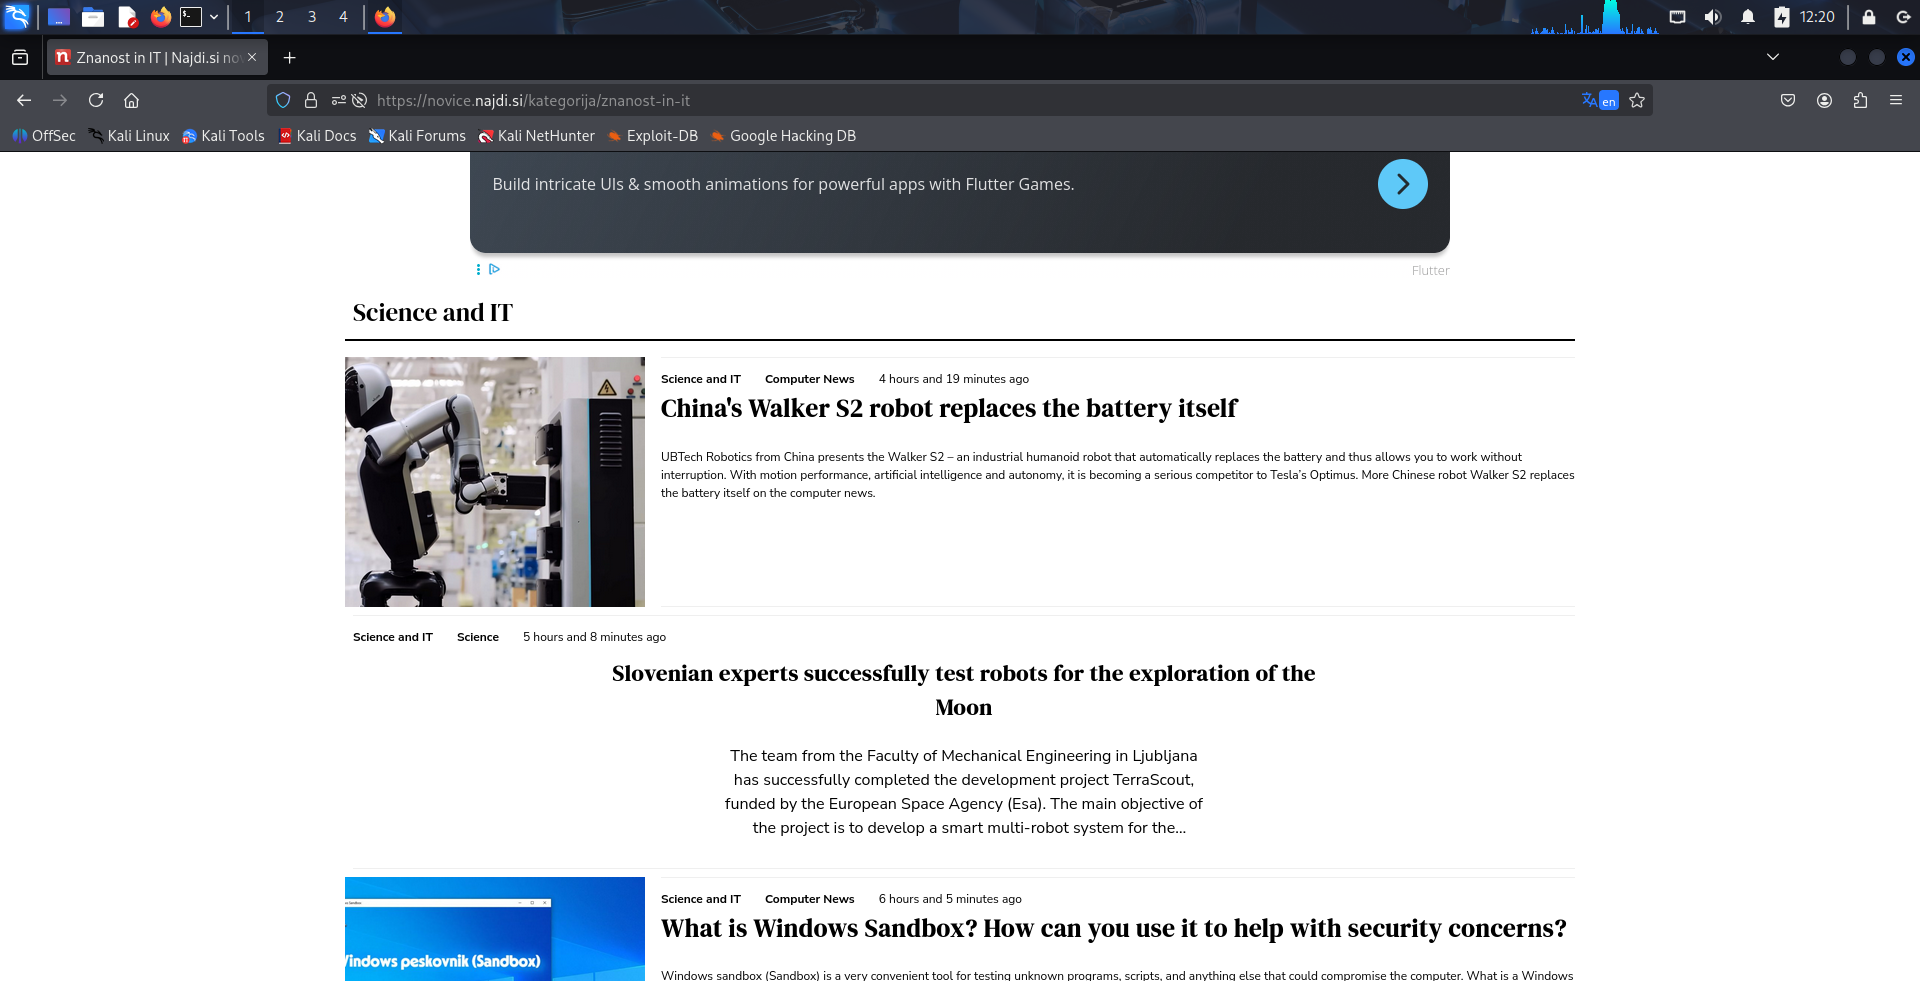 1 2 3 4
12:20
Znanost in IT | Najdi.si nov
https://novice.najdi.si/kategorija/znanost-in-it
en
OffSec Kali Linux Kali Tools Kali Docs Kali Forums Kali NetHunter Exploit-DB Google Hacking DB
Build intricate UIs & smooth animations for powerful apps with Flutter Games.
Flutter
Science and IT
Science and IT Computer News 4 hours and 19 minutes ago
China's Walker S2 robot replaces the battery itself
UBTech Robotics from China presents the Walker S2 – an industrial humanoid robot that automatically replaces the battery and thus allows you to work without
interruption. With motion performance, artificial intelligence and autonomy, it is becoming a serious competitor to Tesla’s Optimus. More Chinese robot Walker S2 replaces
the battery itself on the computer news.
Science and IT Science 5 hours and 8 minutes ago
Slovenian experts successfully test robots for the exploration of the
Moon
The team from the Faculty of Mechanical Engineering in Ljubljana
has successfully completed the development project TerraScout,
funded by the European Space Agency (Esa). The main objective of
the project is to develop a smart multi-robot system for the...
Science and IT Computer News 6 hours and 5 minutes ago
What is Windows Sandbox? How can you use it to help with security concerns?
Windows sandbox (Sandbox) is a very convenient tool for testing unknown programs, scripts, and anything else that could compromise the computer. What is a Windows
Windows peskovnik (Sandbox)